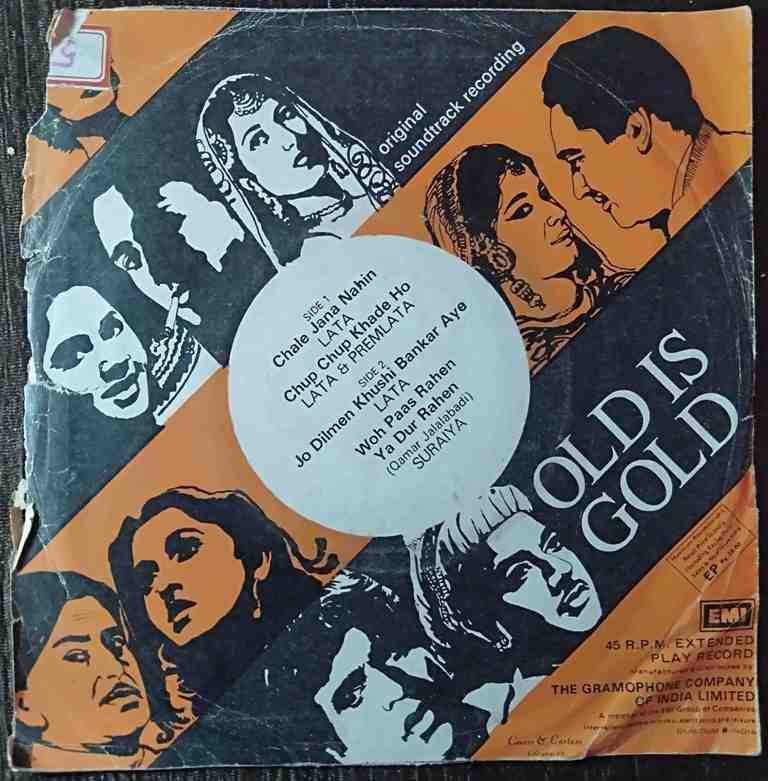 original
soundtrack recording
SIDE 1
Chale Jana Nahin
LATA
Chup Chup Khade Ho
LATA & PREMLATA
SIDE 2
Jo Dilmen Khushi Bankar Aye
LATA
Woh Paas Rahen
Ya Dur Rahen
(Qamar Jalalabadi)
SURAIYA
OLD IS
GOLD
EP
EMI
45 R.P.M. EXTENDED
PLAY RECORD
THE GRAMOPHONE COMPANY
OF INDIA LIMITED